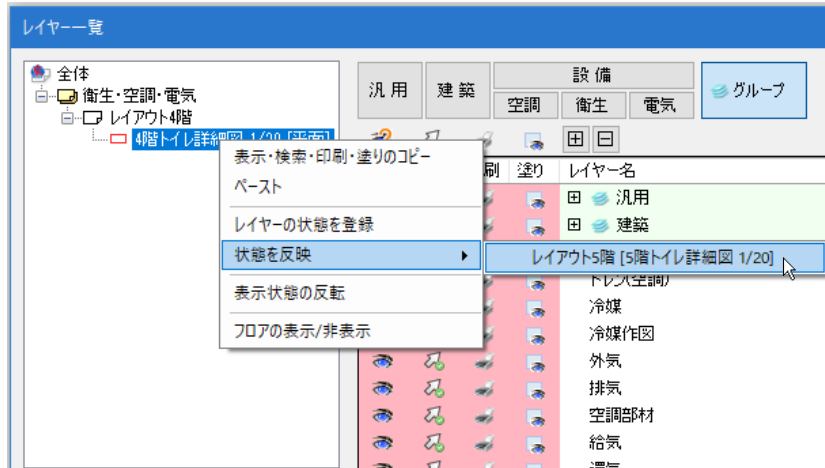 レイヤー一覧
全体
衛生・空調・電気
レイアウト4階
4階トイレ詳細図 1/20 [平面]
汎用
建築
設備
空調
衛生
電気
グループ
表示・検索・印刷・塗りのコピー
ペースト
レイヤーの状態を登録
状態を反映
表示状態の反転
フロアの表示/非表示
レイアウト5階 [5階トイレ詳細図 1/20]
刷
塗り
レイヤー名
汎用
建築
ドレン(空調)
冷媒
冷媒作図
外気
排気
空調部材
給気
還気